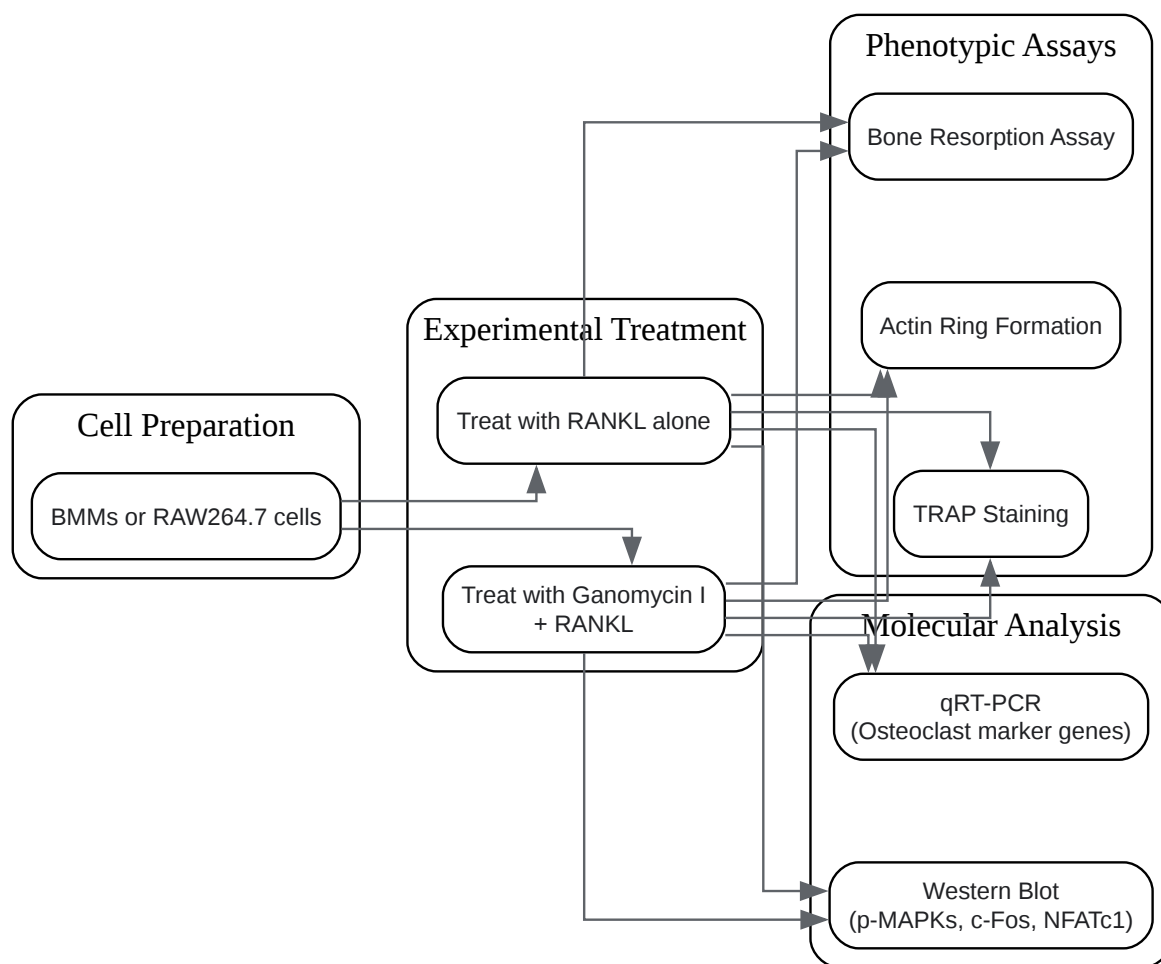 Cell Preparation
BMMs or RAW264.7 cells
Experimental Treatment
Treat with RANKL alone
Treat with Ganomycin I
+ RANKL
Phenotypic Assays
Bone Resorption Assay
Actin Ring Formation
TRAP Staining
Molecular Analysis
qRT-PCR
(Osteoclast marker genes)
Western Blot
(p-MAPKs, c-Fos, NFATc1)